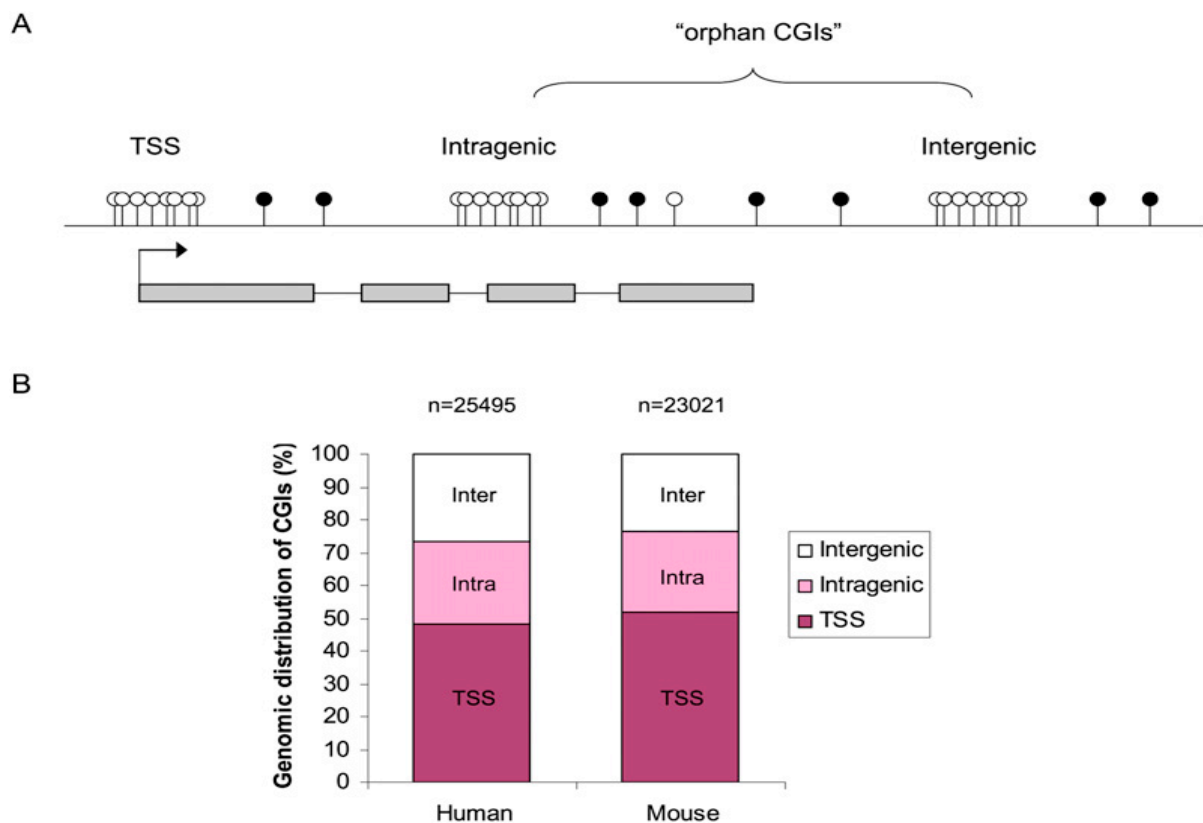 A
“orphan CGIs”
TSS
Intragenic
Intergenic
B
n=25495
n=23021
Genomic distribution of CGIs (%)
100
90
80
70
60
50
40
30
20
10
0
Inter
Intra
TSS
Inter
Intra
TSS
Human
Mouse
Intergenic
Intragenic
TSS